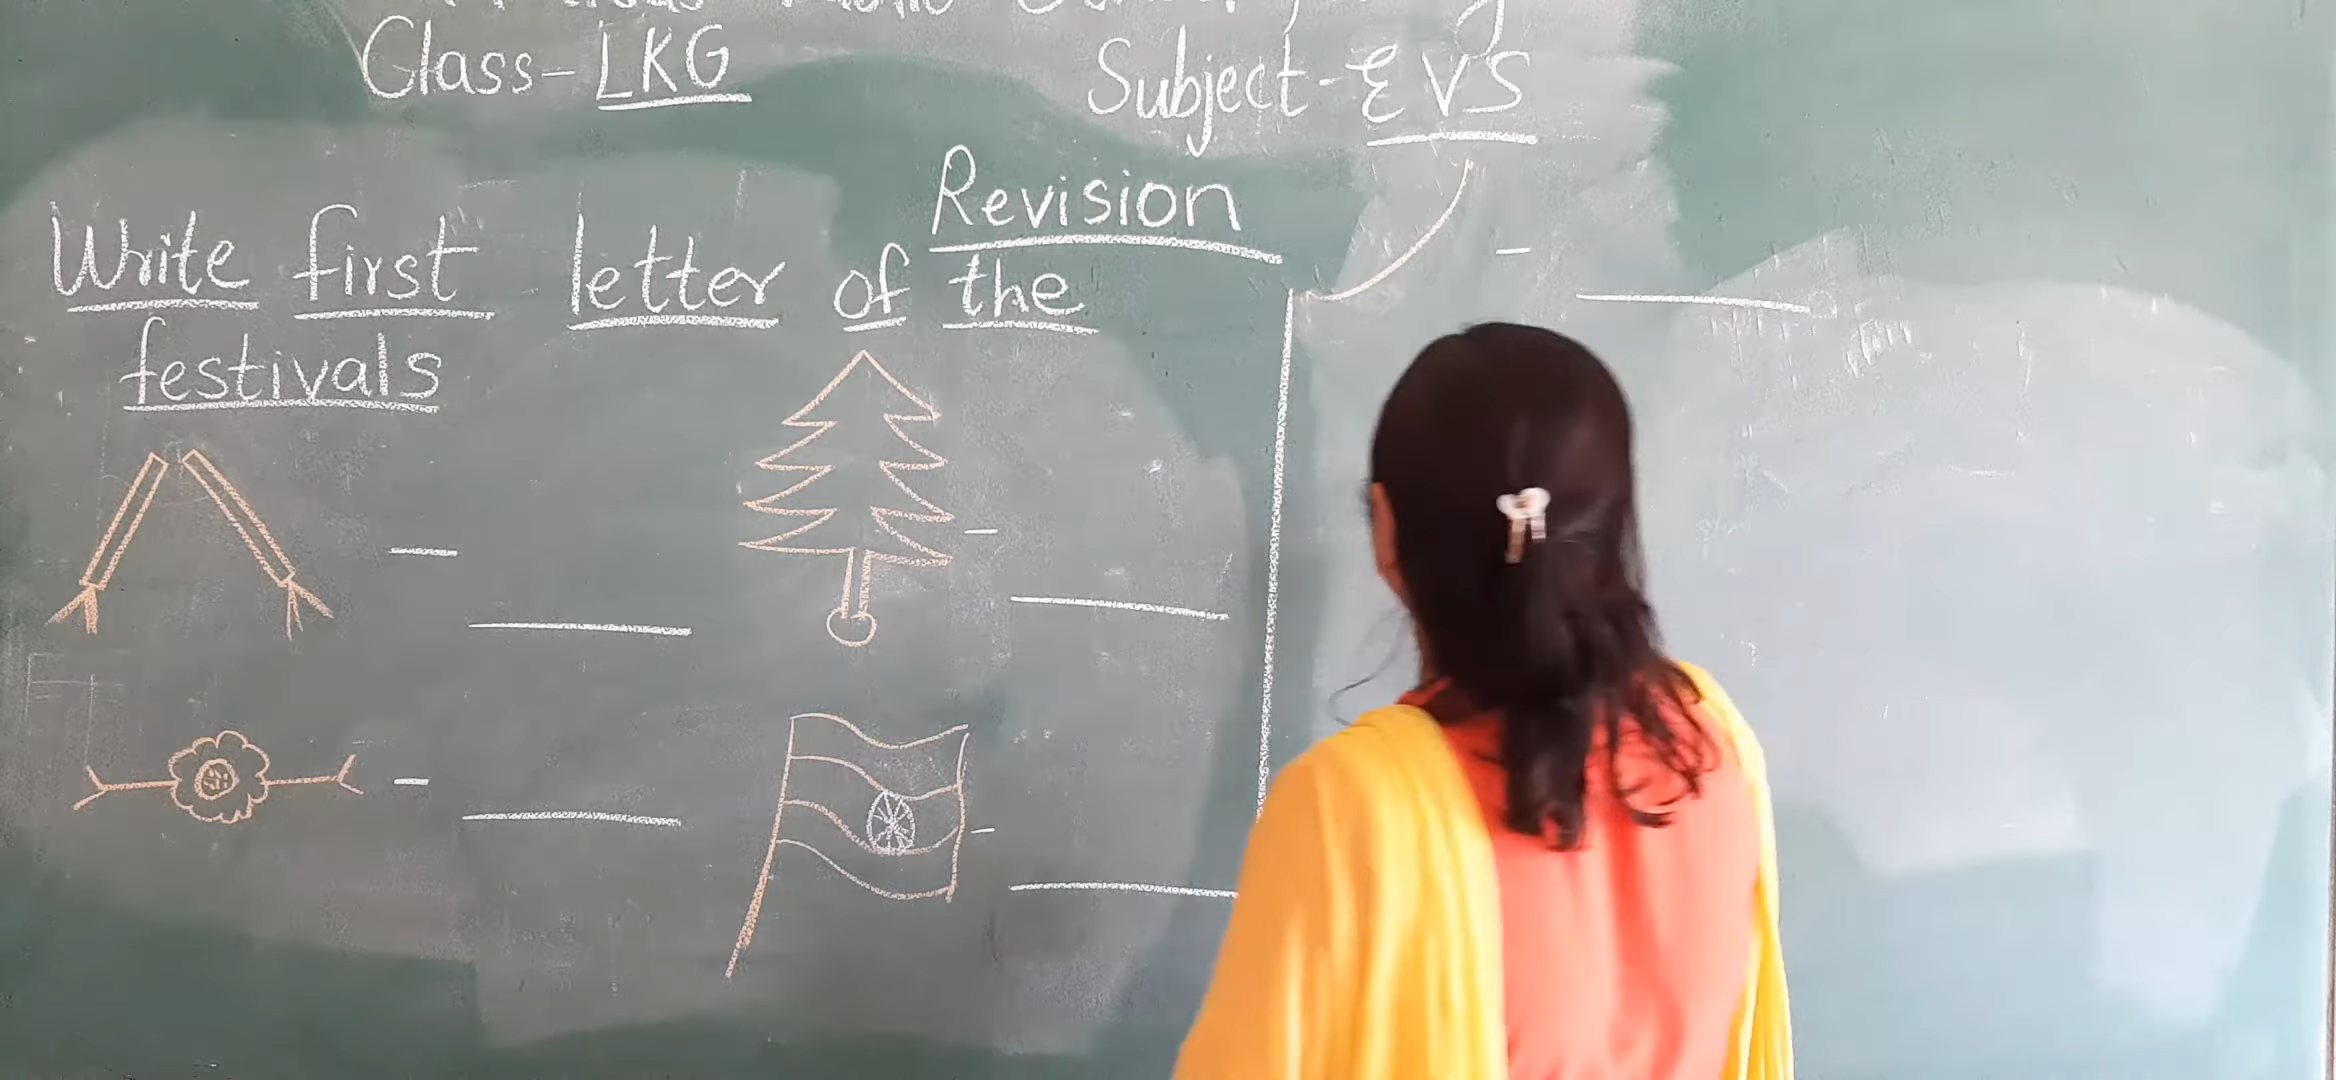 Class-LKG
Subject-EVS
Revision
Write first letter of the
festivals